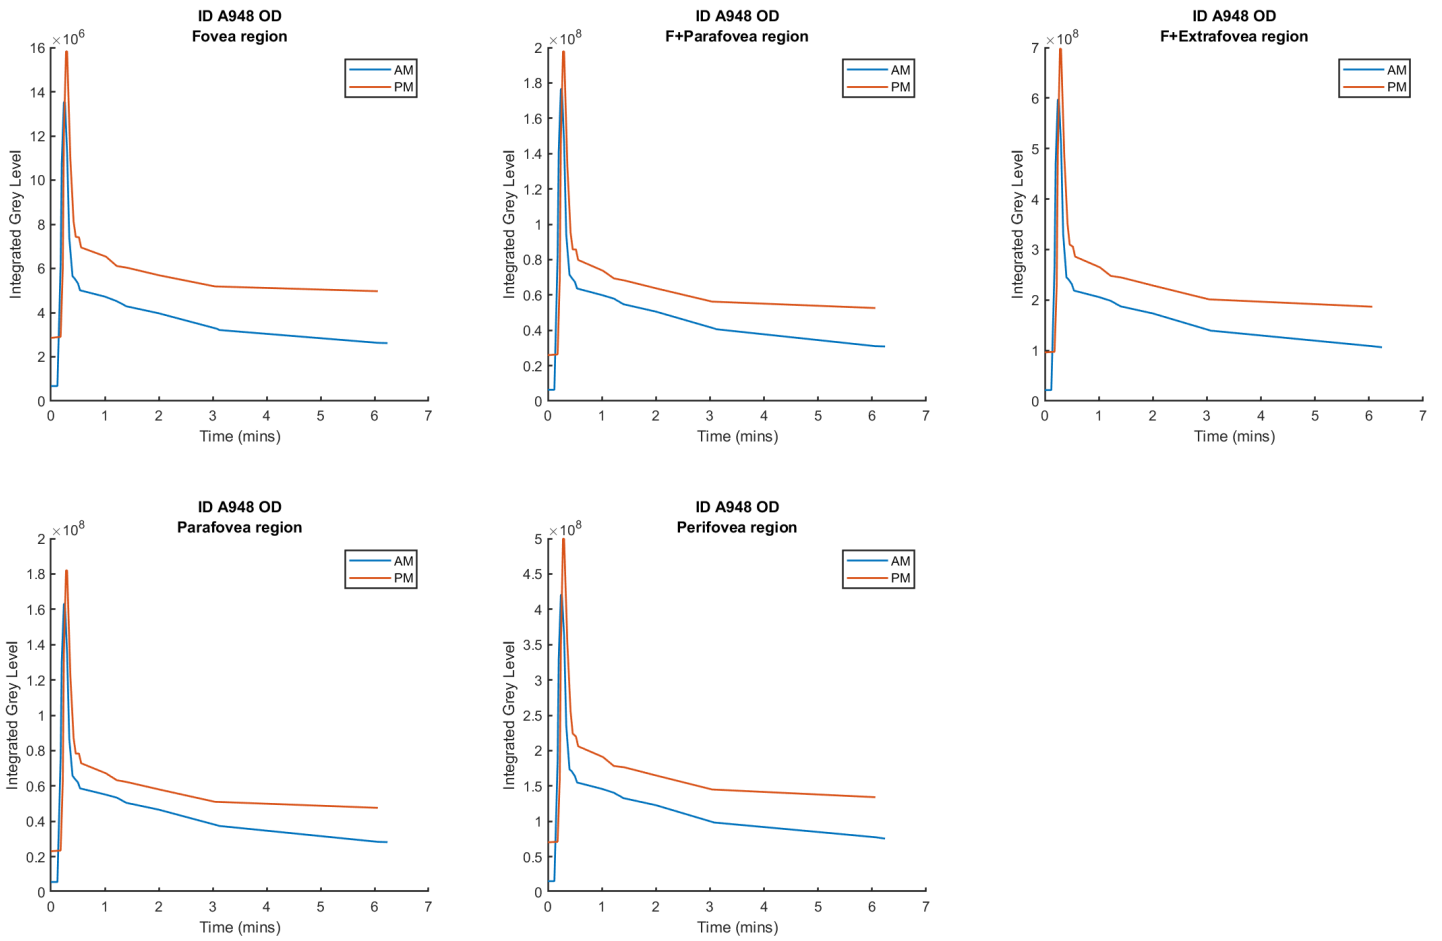 ID A948 OD
Fovea region
×10^6
16
14
12
10
8
6
4
2
0
0 1 2 3 4 5 6 7
Integrated Grey Level
Time (mins)
AM
PM
ID A948 OD
F+Parafovea region
×10^8
2
1.8
1.6
1.4
1.2
1
0.8
0.6
0.4
0.2
0
0 1 2 3 4 5 6 7
Integrated Grey Level
Time (mins)
AM
PM
ID A948 OD
F+Extrafovea region
×10^8
7
6
5
4
3
2
1
0
0 1 2 3 4 5 6 7
Integrated Grey Level
Time (mins)
AM
PM
ID A948 OD
Parafovea region
×10^8
2
1.8
1.6
1.4
1.2
1
0.8
0.6
0.4
0.2
0
0 1 2 3 4 5 6 7
Integrated Grey Level
Time (mins)
AM
PM
ID A948 OD
Perifovea region
×10^8
5
4.5
4
3.5
3
2.5
2
1.5
1
0.5
0
0 1 2 3 4 5 6 7
Integrated Grey Level
Time (mins)
AM
PM